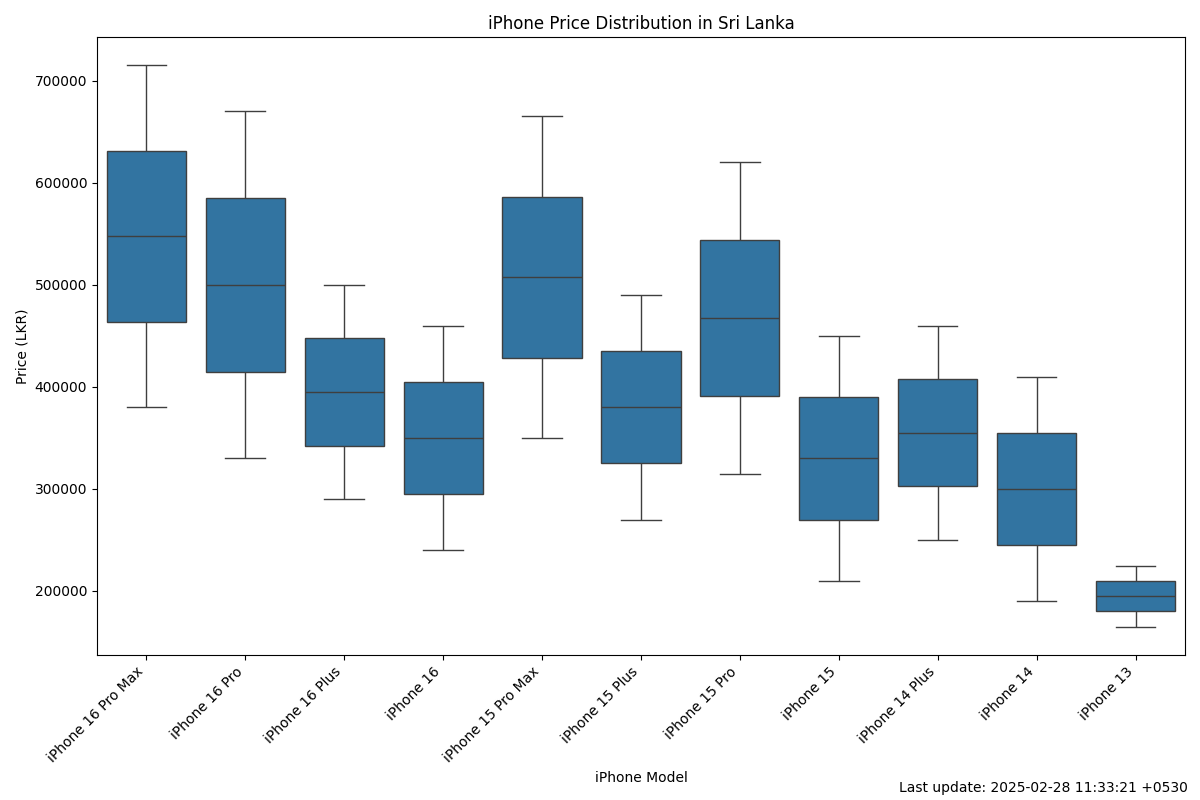 iPhone Price Distribution in Sri Lanka
Price (LKR)
700000
600000
500000
400000
300000
200000
iPhone 16 Pro Max
iPhone 16 Pro
iPhone 16 Plus
iPhone 16
iPhone 15 Pro Max
iPhone 15 Plus
iPhone 15 Pro
iPhone 15
iPhone 14 Plus
iPhone 14
iPhone 13
iPhone Model
Last update: 2025-02-28 11:33:21 +0530